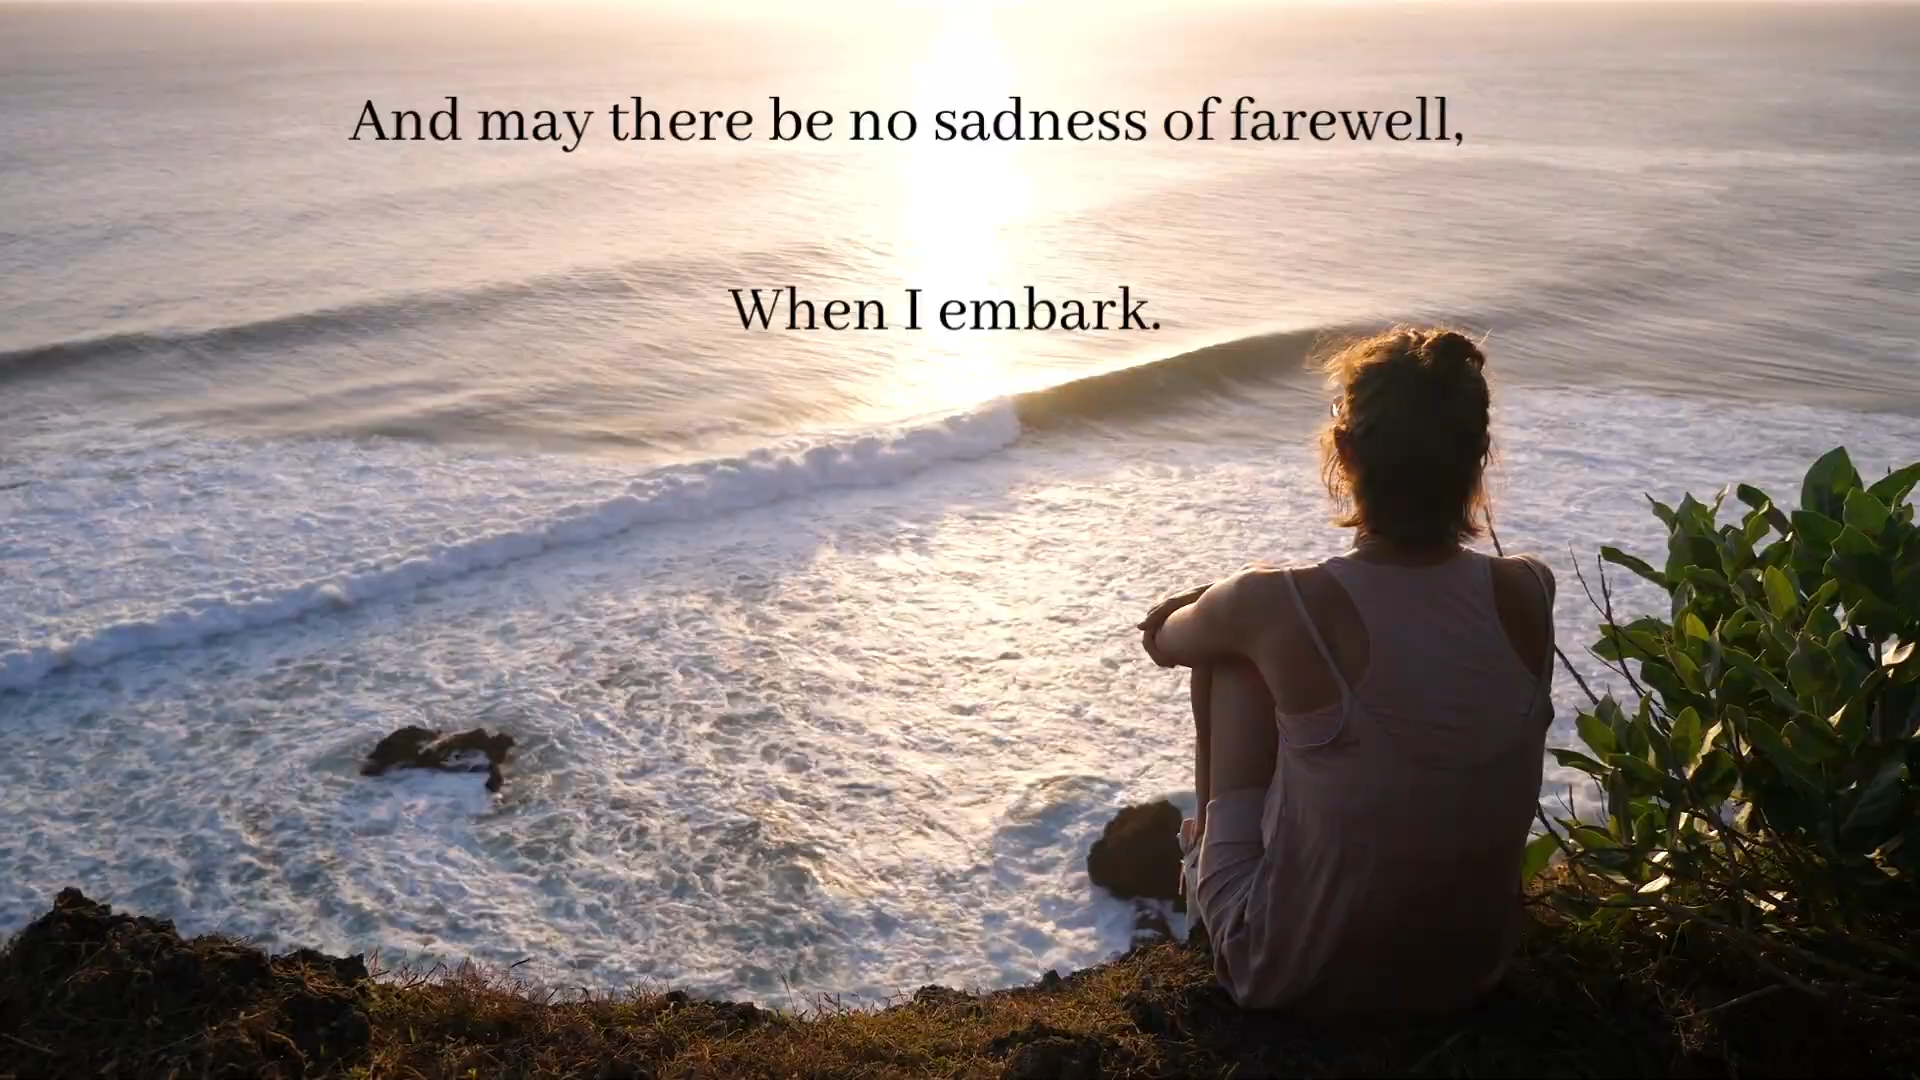 And may there be no sadness of farewell,
When I embark.